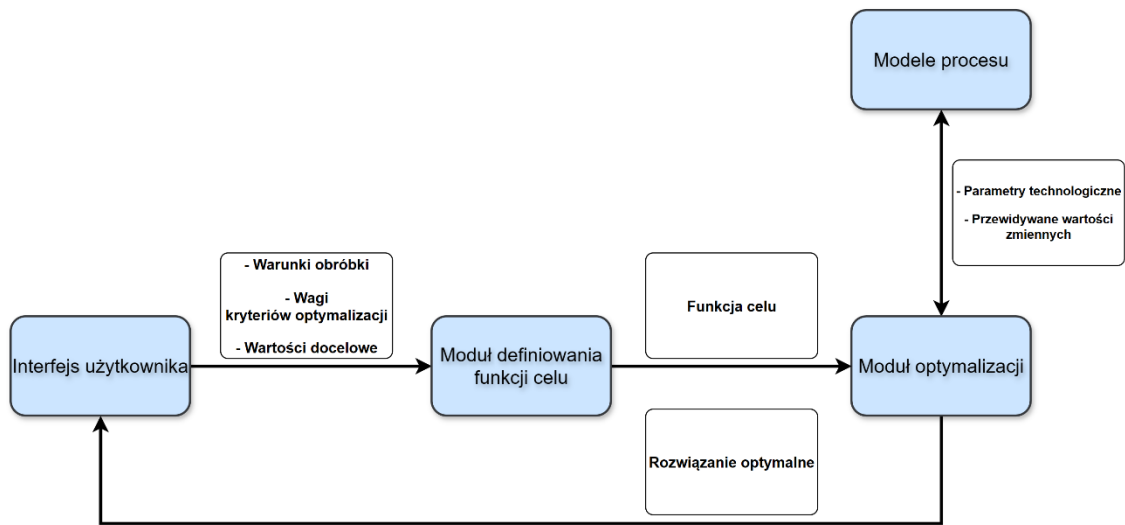 Modele procesu
- Parametry technologiczne
- Przewidywane wartości
zmiennych
- Warunki obróbki
- Wagi
kryteriów optymalizacji
- Wartości docelowe
Funkcja celu
Interfejs użytkownika
Moduł definiowania
funkcji celu
Moduł optymalizacji
Rozwiązanie optymalne